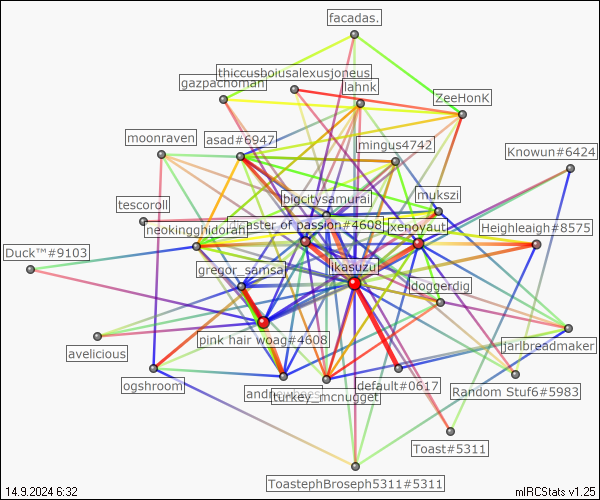 facadas.
thiccusboiusalexusjoneus
gazpachoman
lahnk
ZeeHonK
moonraven
asad#6947
mingus4742
Knowun#6424
bigcitysamurai
mukszi
tescoroll
aster of passion#4608
xenoyaut
neokingghidorah
Heighleaigh#8575
Duck™#9103
gregor_samsa
ikasuzu
doggerdig
pink hair woag#4608
avelicious
jarlbreadmaker
ogshroom
turkey_mcnugget
default#0617
Random Stuf6#5983
Toast#5311
ToastephBroseph5311#5311
14.9.2024 6:32
mIRCStats v1.25